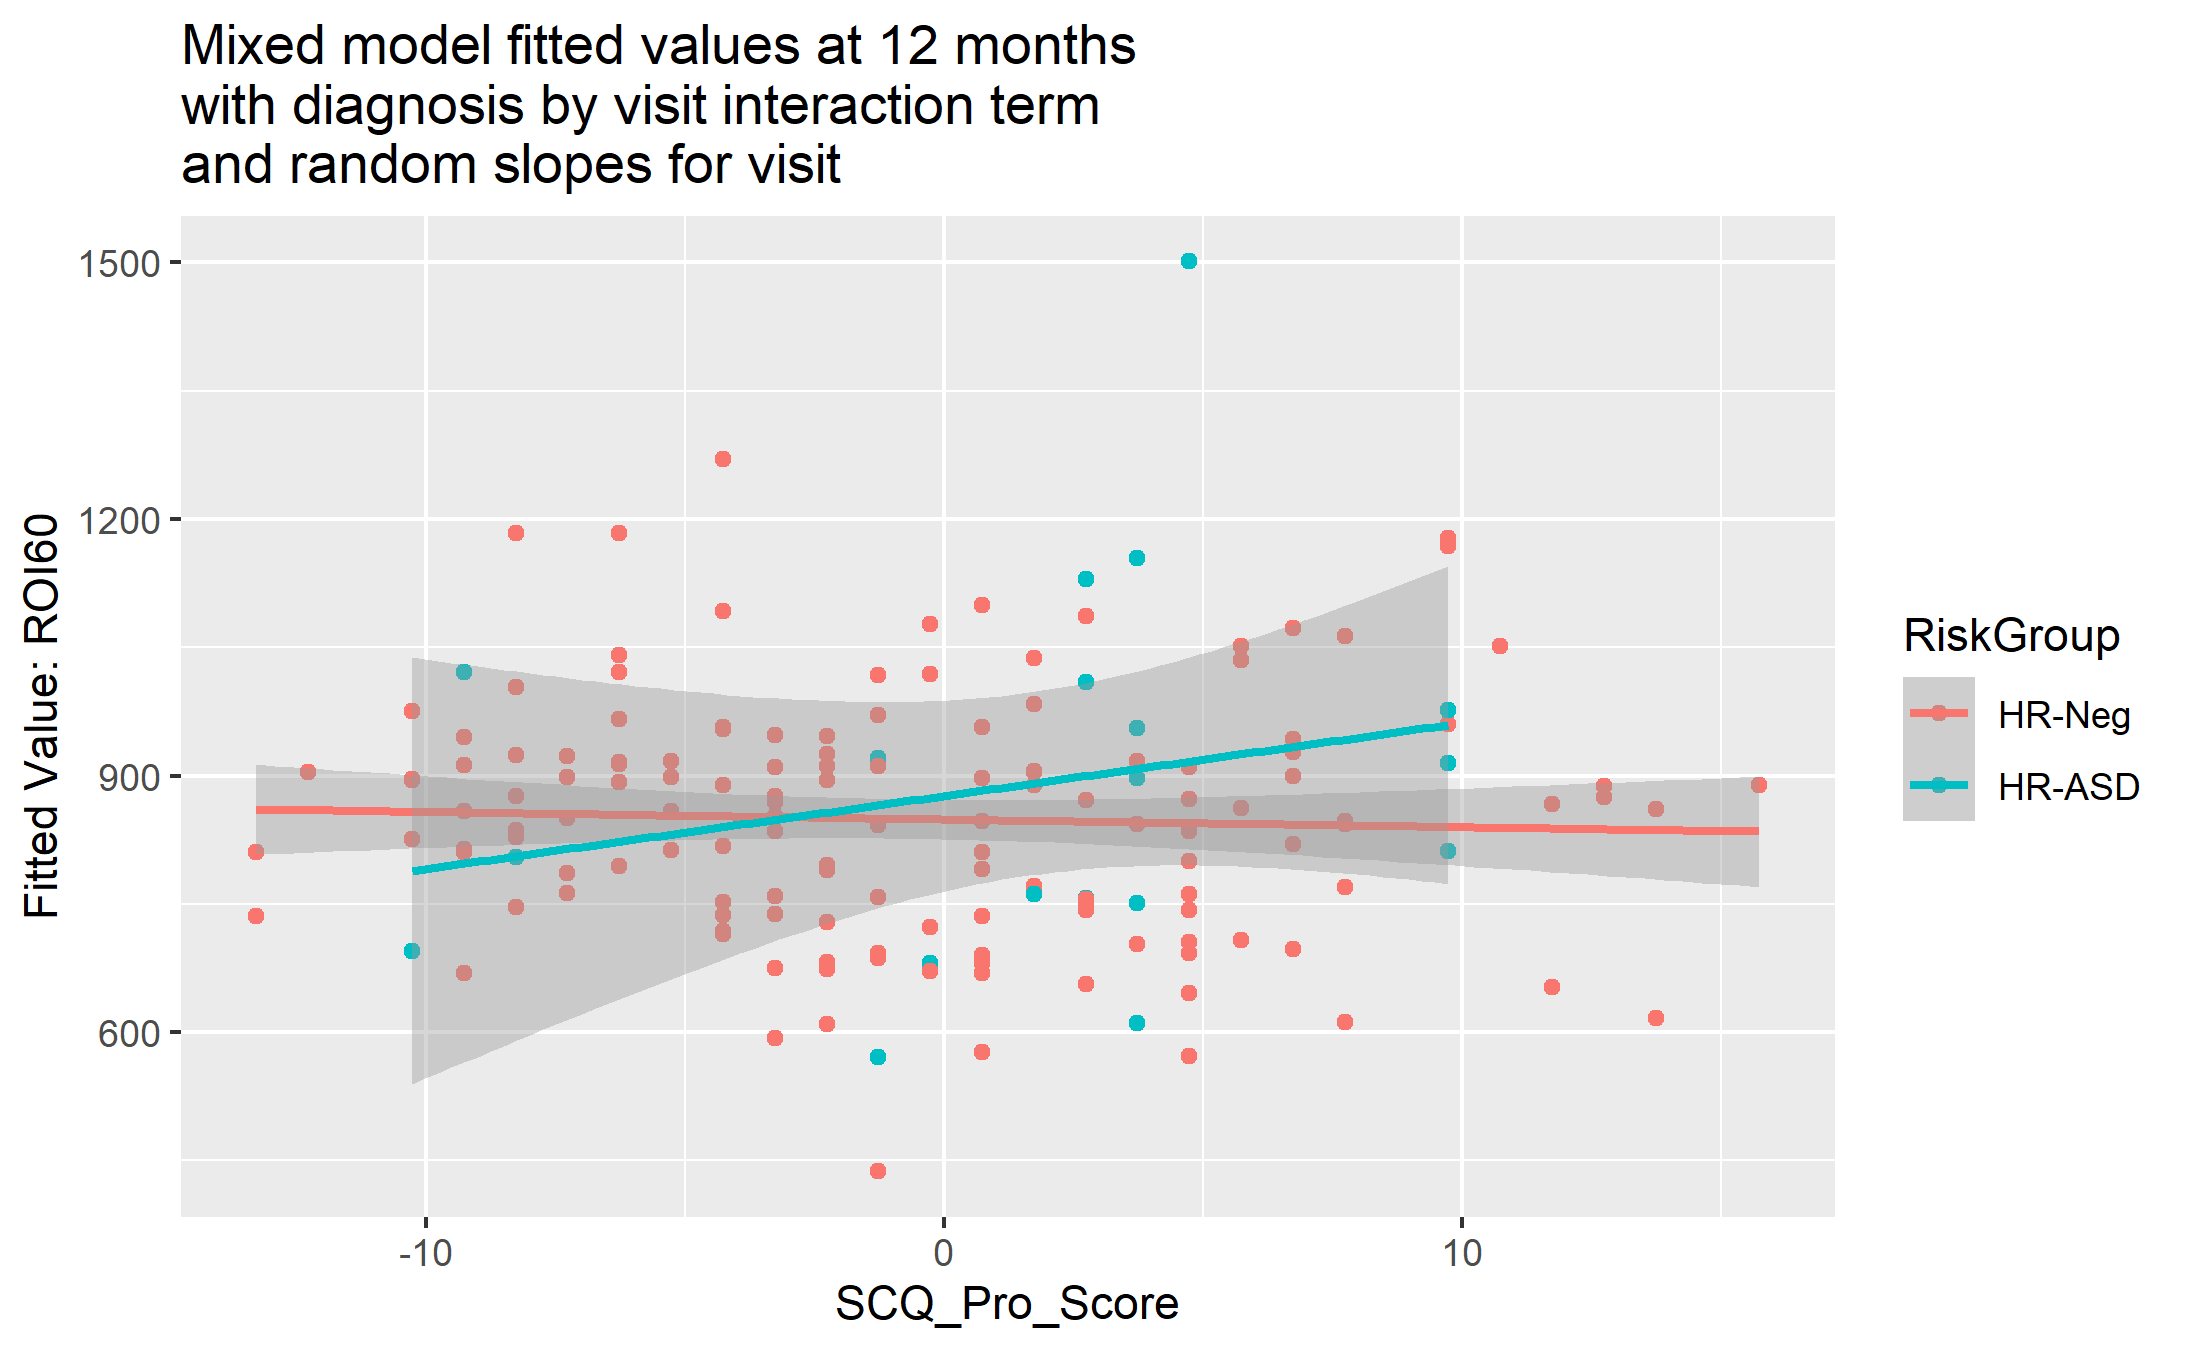 Mixed model fitted values at 12 months
with diagnosis by visit interaction term
and random slopes for visit
1500
1200
900
600
Fitted Value: ROI60
-10
0
10
SCQ_Pro_Score
RiskGroup
HR-Neg
HR-ASD